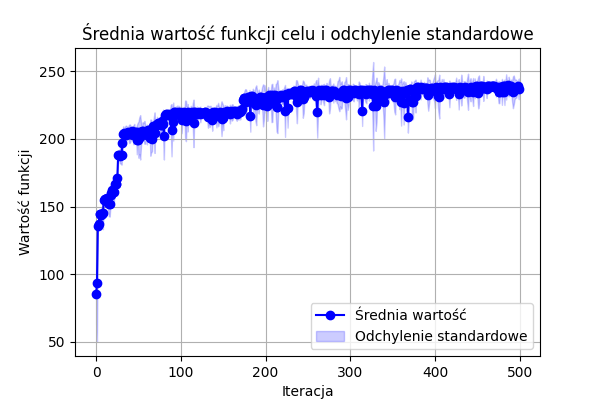 Średnia wartość funkcji celu i odchylenie standardowe
250
200
150
100
50
Wartość funkcji
Średnia wartość
Odchylenie standardowe
0 100 200 300 400 500
Iteracja